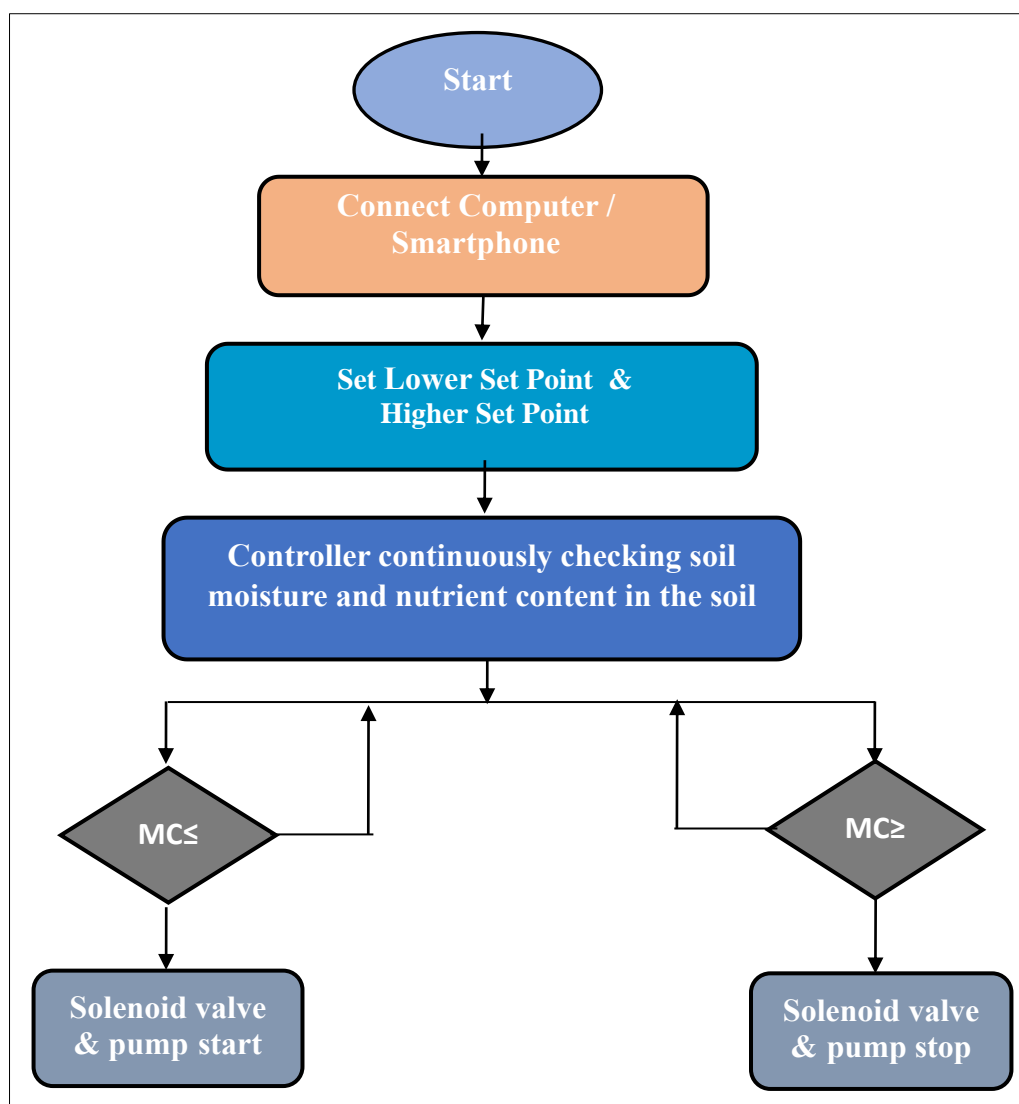 Start
Connect Computer /
Smartphone
Set Lower Set Point &
Higher Set Point
Controller continuously checking soil
moisture and nutrient content in the soil
MC≤
MC≥
Solenoid valve
& pump start
Solenoid valve
& pump stop